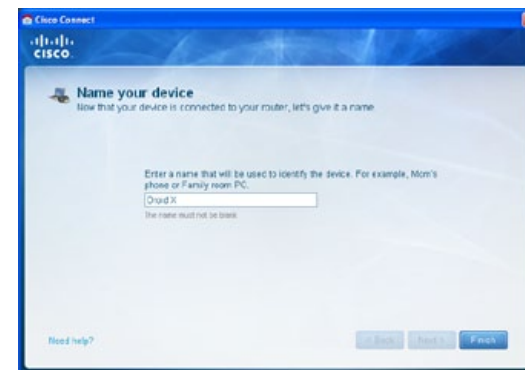 Cisco Connect
CISCO
Name your device
Now that your device is connected to your router, let's give it a name
Enter a name that will be used to identify the device. For example, Mom's
phone or Family room PC.
Droid X
The name must not be blank
Need help?
< Back Next > Finish